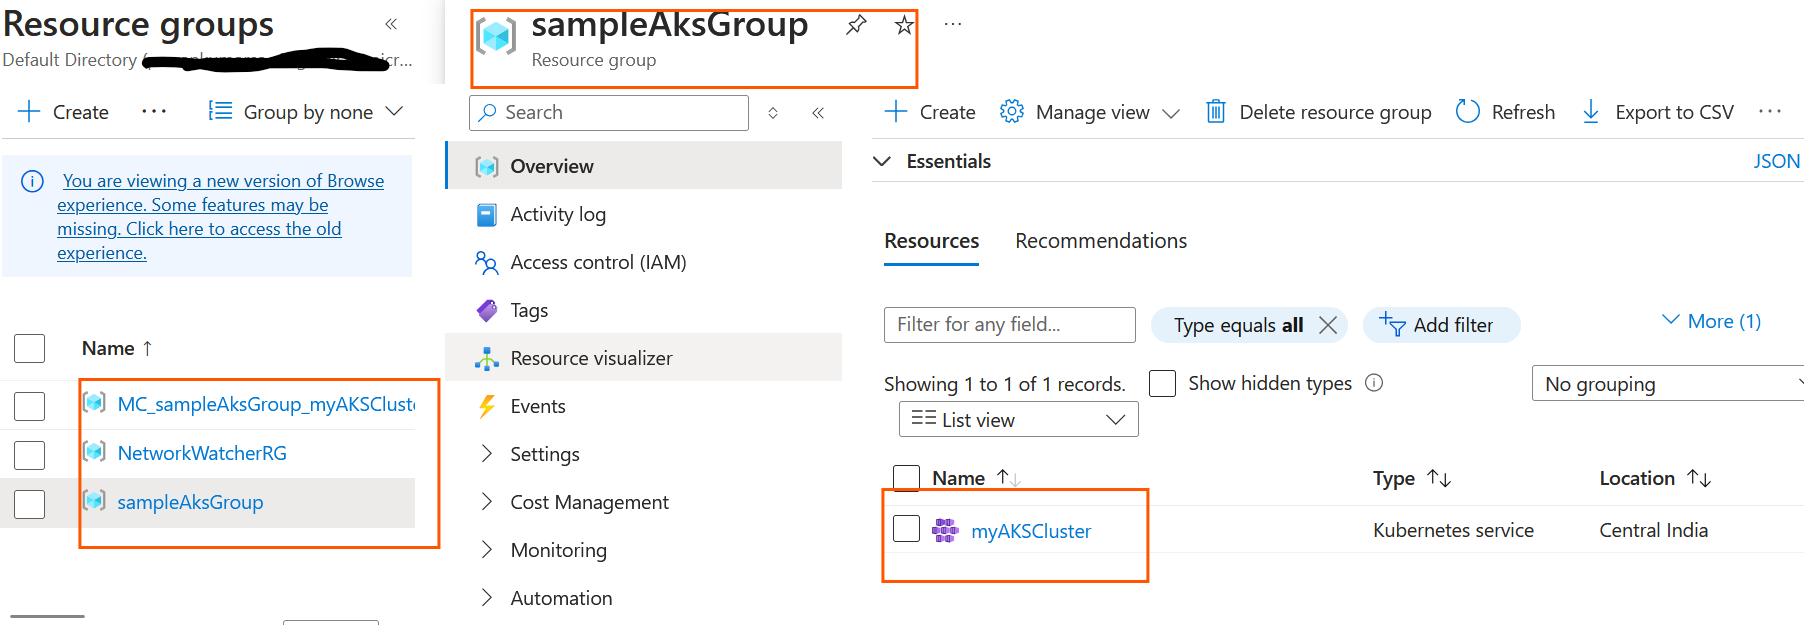 Resource groups
Default Directory
Create
Group by none
You are viewing a new version of Browse
experience. Some features may be
missing. Click here to access the old
experience.
Name ↑
MC_sampleAksGroup_myAKSCluste
NetworkWatcherRG
sampleAksGroup
sampleAksGroup
Resource group
Search
Overview
Activity log
Access control (IAM)
Tags
Resource visualizer
Events
Settings
Cost Management
Monitoring
Automation
Create
Manage view
Delete resource group
Refresh
Export to CSV
Essentials
JSON
Resources
Recommendations
Filter for any field...
Type equals all
Add filter
More (1)
Showing 1 to 1 of 1 records.
Show hidden types
No grouping
List view
Name ↑↓
Type ↑↓
Location ↑↓
myAKSCluster
Kubernetes service
Central India